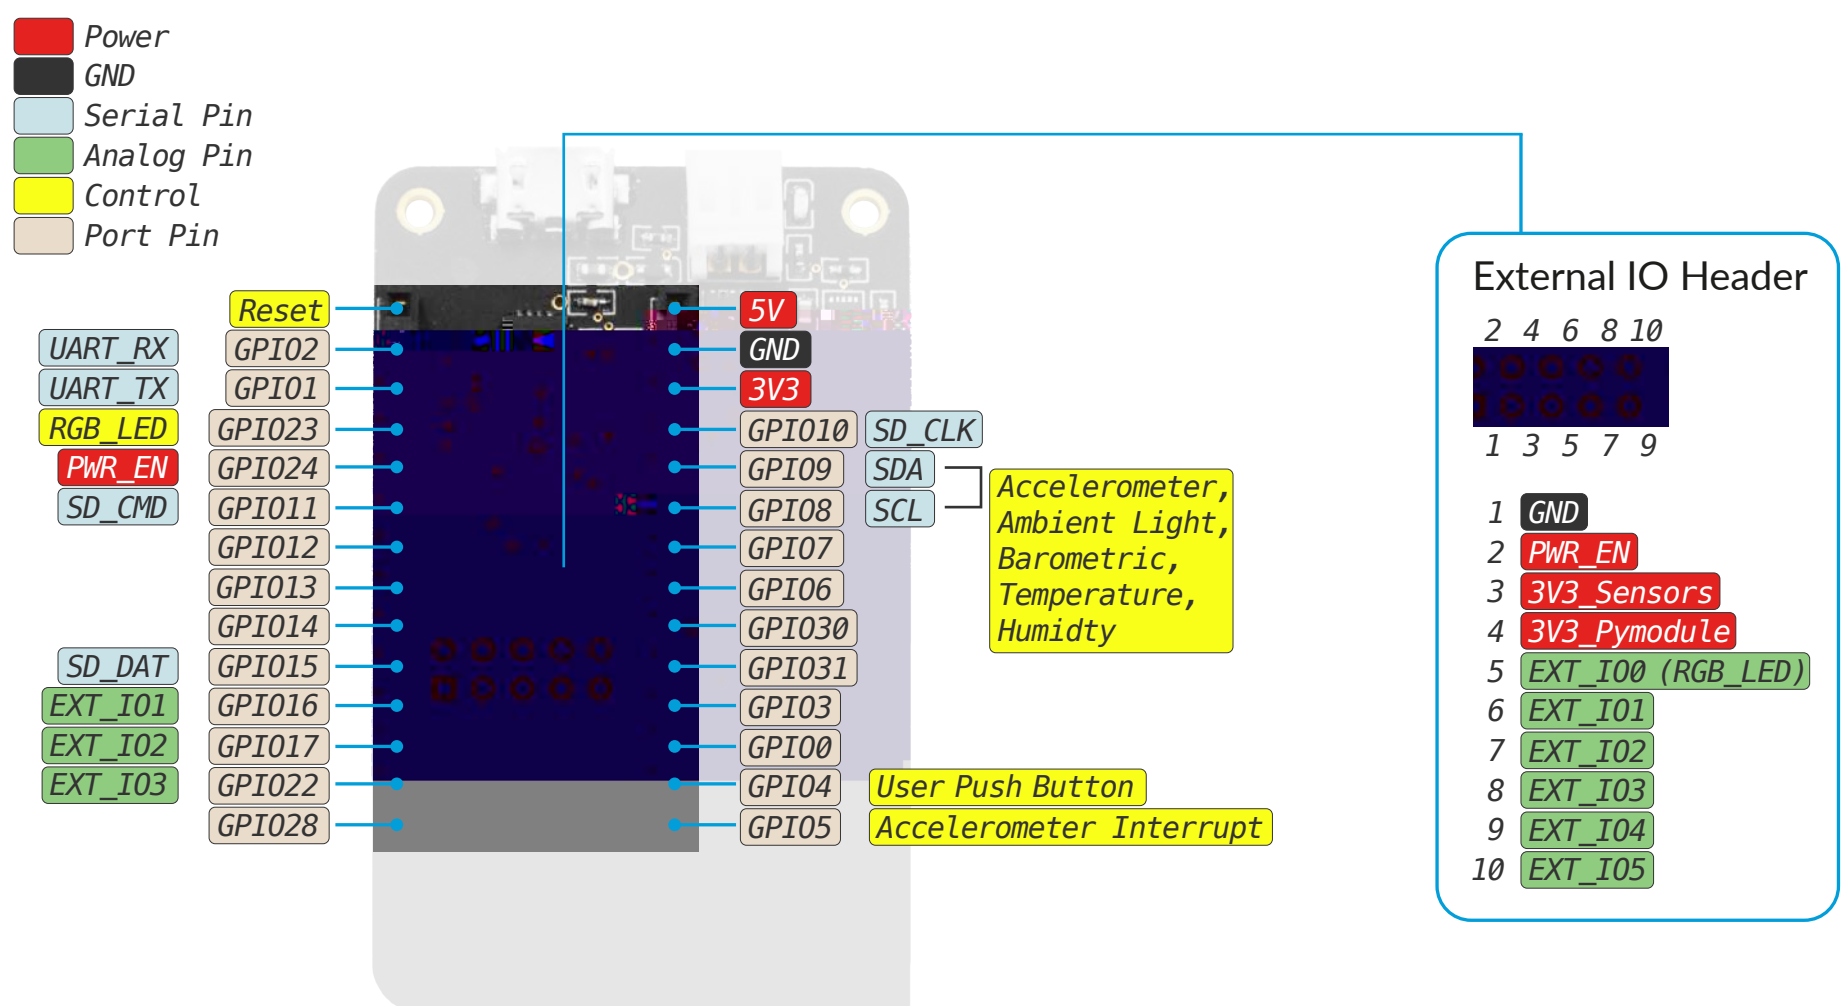 Power
GND
Serial Pin
Analog Pin
Control
Port Pin
Reset 5V
UART_RX GPIO2 GND
UART_TX GPIO1 3V3
RGB_LED GPIO23 GPIO10 SD_CLK
PWR_EN GPIO24 GPIO9 SDA
SD_CMD GPIO11 GPIO8 SCL
GPIO12 GPIO7
GPIO13 GPIO6
GPIO14 GPIO30
SD_DAT GPIO15 GPIO31
EXT_IO1 GPIO16 GPIO3
EXT_IO2 GPIO17 GPIO0
EXT_IO3 GPIO22 GPIO4 User Push Button
GPIO28 GPIO5 Accelerometer Interrupt
Accelerometer,
Ambient Light,
Barometric,
Temperature,
Humidty
External IO Header
2 4 6 8 10
1 3 5 7 9
1 GND
2 PWR_EN
3 3V3_Sensors
4 3V3_Pymodule
5 EXT_IO0 (RGB_LED)
6 EXT_IO1
7 EXT_IO2
8 EXT_IO3
9 EXT_IO4
10 EXT_IO5